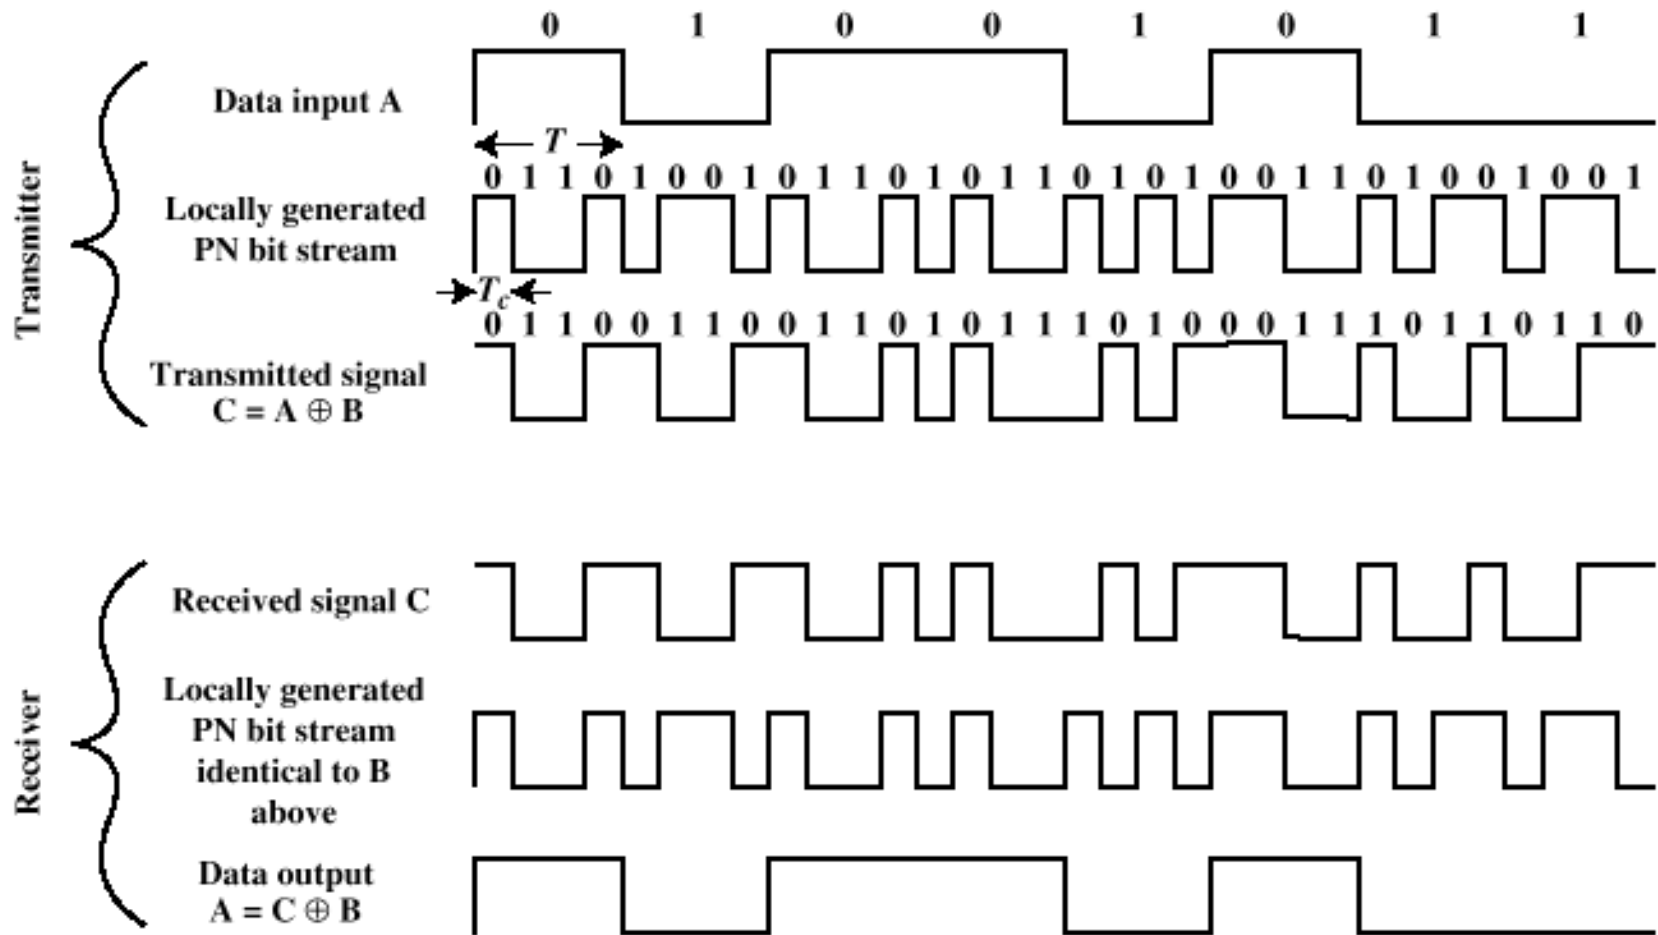 0 1 0 0 1 0 1 1
Data input A
T
0 1 1 0 1 0 0 1 0 1 1 0 1 0 1 1 0 1 0 1 0 0 1 1 0 1 0 0 1 0 0 1
Locally generated
PN bit stream
Transmitter
Tc
0 1 1 0 0 1 1 0 0 1 1 0 1 0 1 1 1 0 1 0 0 0 1 1 1 0 1 1 0 1 1 0
Transmitted signal
C = A ⊕ B
Received signal C
Receiver
Locally generated
PN bit stream
identical to B
above
Data output
A = C ⊕ B